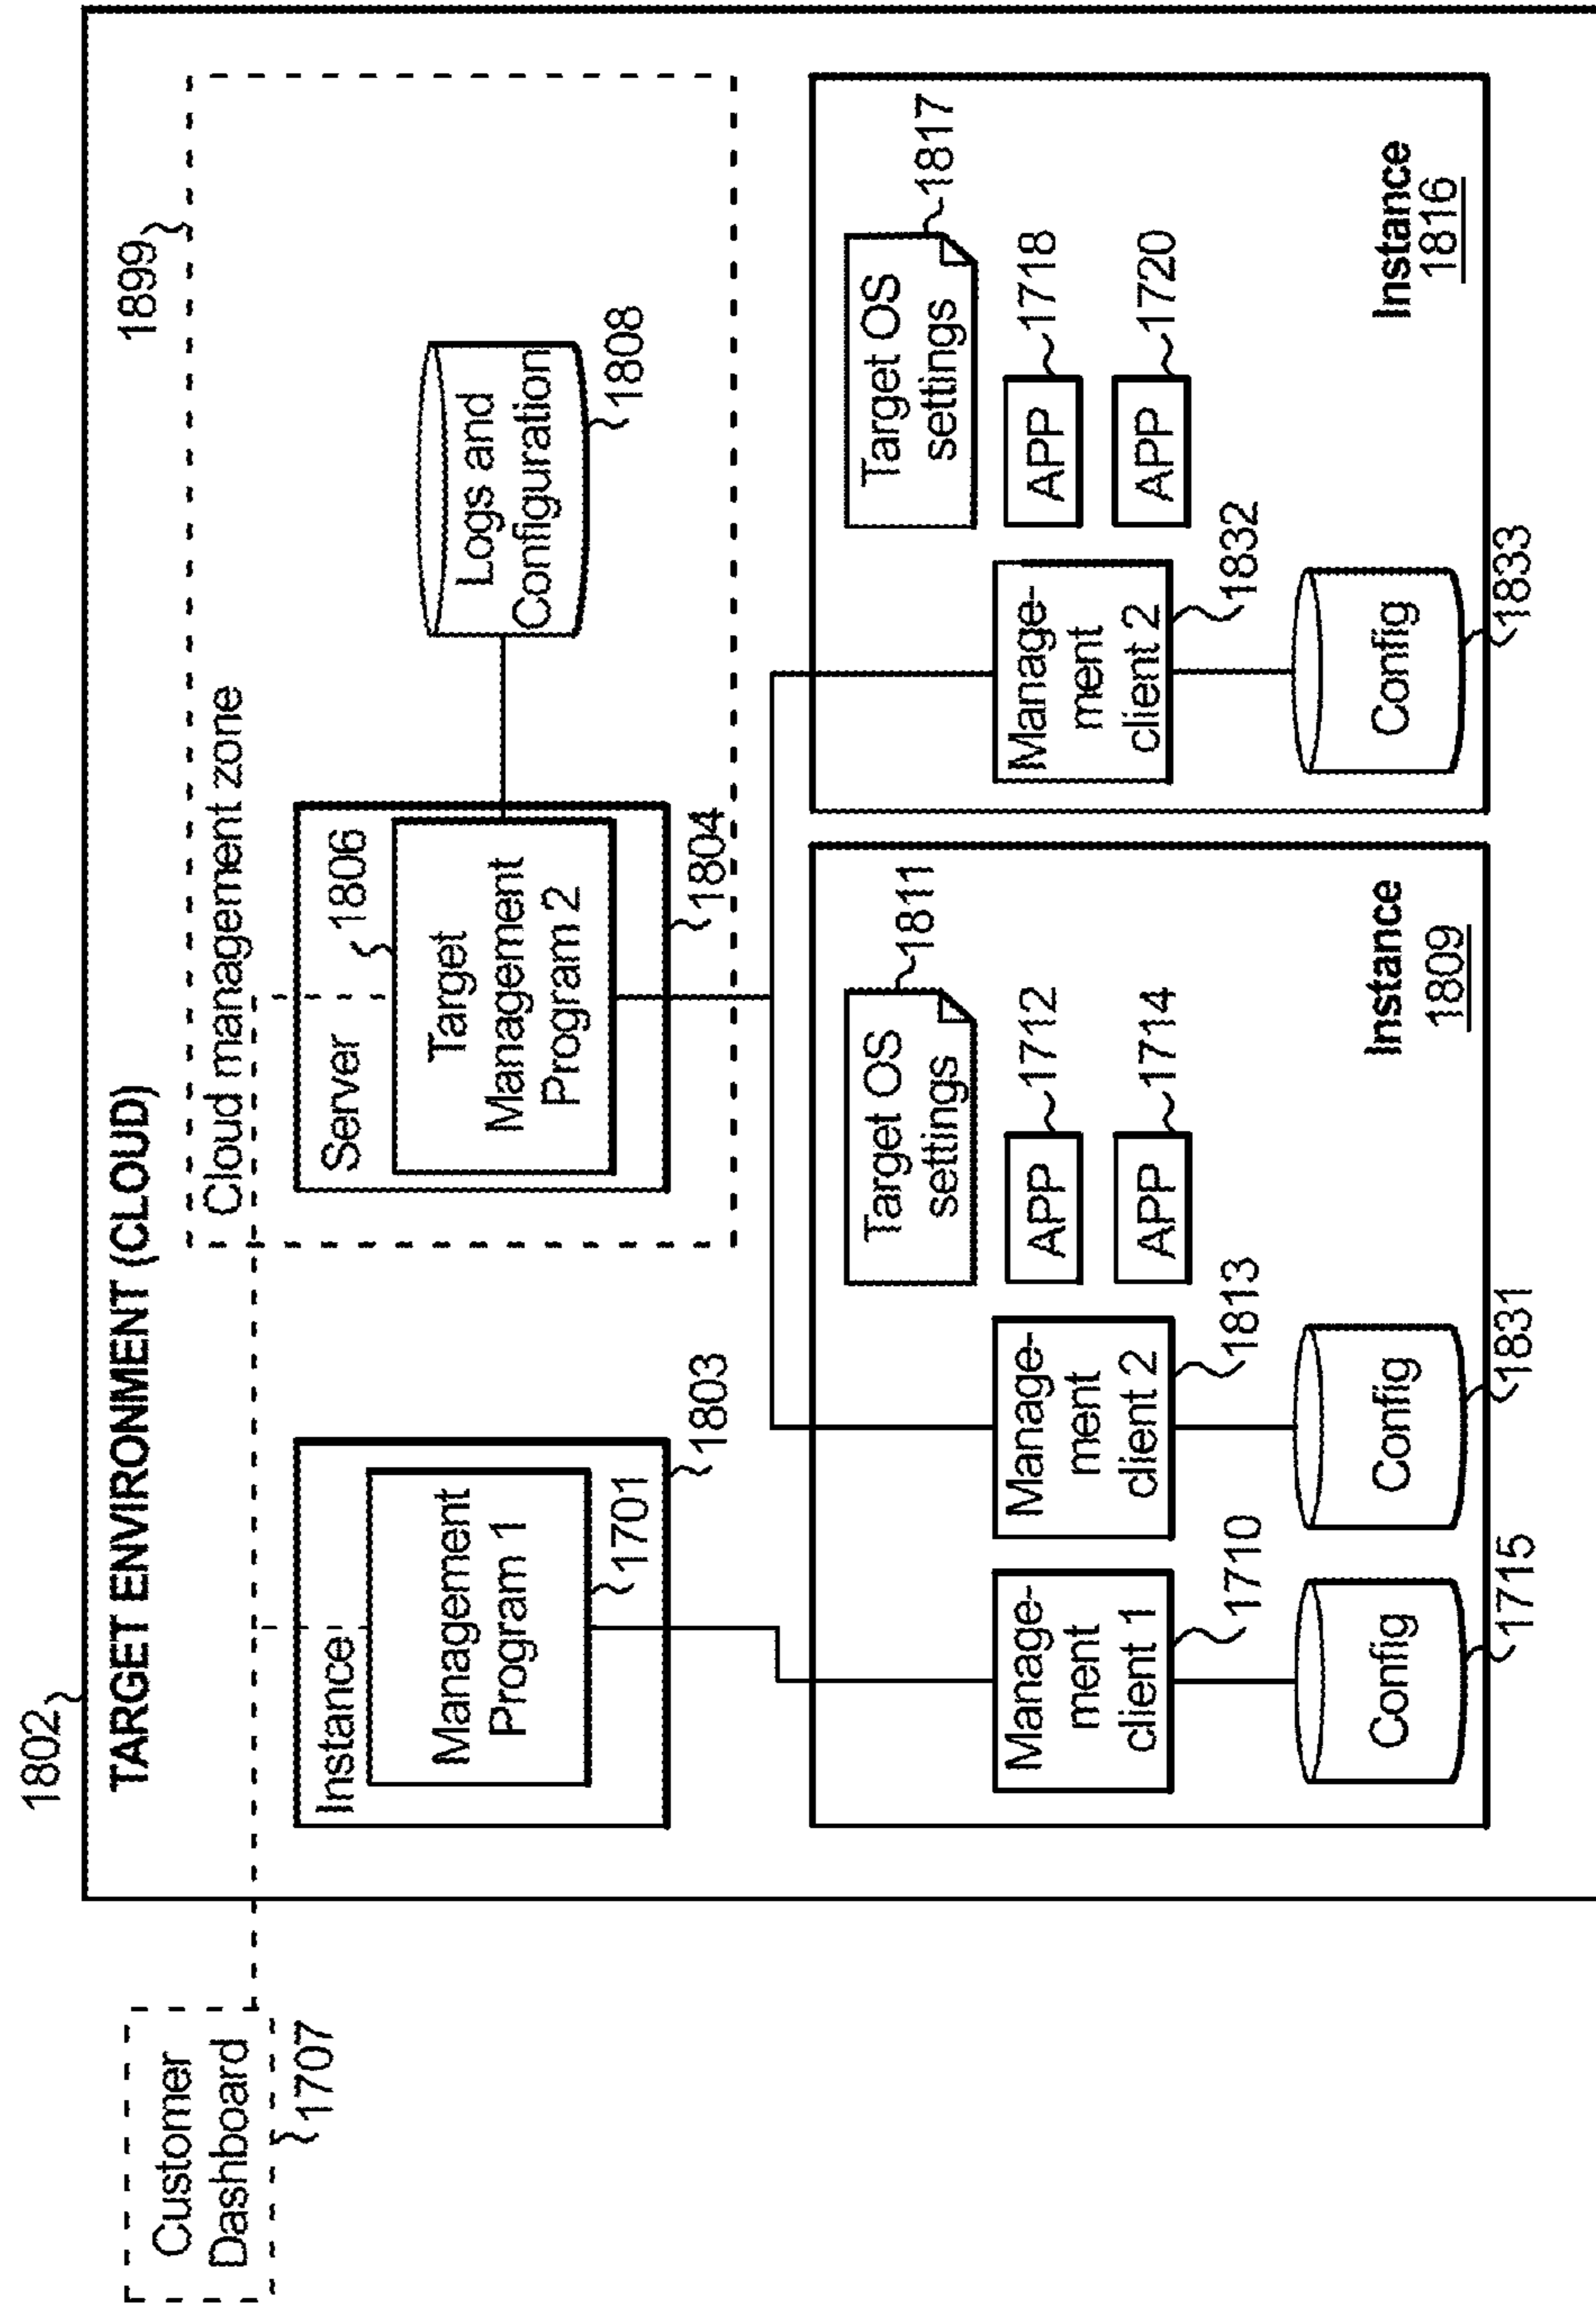 1802
TARGET ENVIRONMENT (CLOUD)
1899
Customer
Dashboard
1707
Cloud management zone
Instance
Management
Program 1
1701
1803
Server
1806
Target
Management
Program 2
1804
Logs and
Configuration
1808
Target OS
settings
1811
Manage-
ment
client 1
1710
Manage-
ment
client 2
1813
APP
1712
APP
1714
Config
1715
Config
1831
Instance
1809
Target OS
settings
1817
Manage-
ment
client 2
1832
APP
1718
APP
1720
Config
1833
Instance
1816